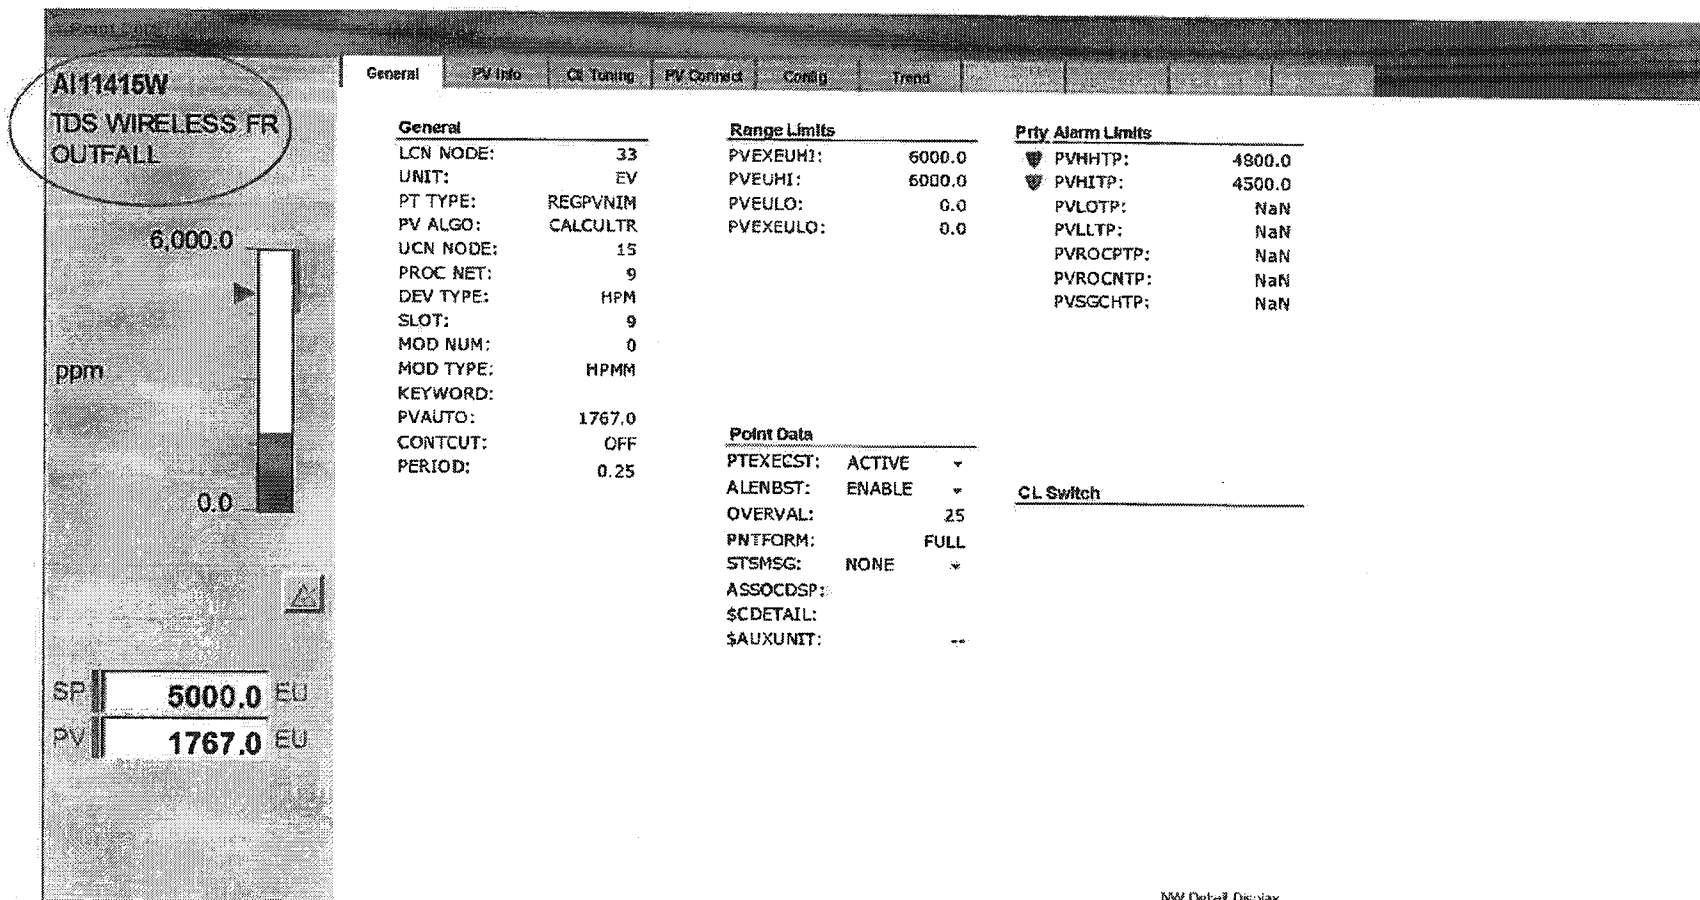 AI11415W
TDS WIRELESS FR
OUTFALL
6,000.0
ppm
0.0
SP 5000.0 EU
PV 1767.0 EU
General PV Info Ctl Tuning PV Connect Config Trend
General
LCN NODE: 33
UNIT: EV
PT TYPE: REGPVNIM
PV ALGO: CALCULTR
UCN NODE: 15
PROC NET: 9
DEV TYPE: HPM
SLOT: 9
MOD NUM: 0
MOD TYPE: HPMM
KEYWORD:
PVAUTO: 1767.0
CONTCUT: OFF
PERIOD: 0.25
Range Limits
PVEXEUHI: 6000.0
PVEUHI: 6000.0
PVEULO: 0.0
PVEXEULO: 0.0
Point Data
PTEXECST: ACTIVE
ALENBST: ENABLE
OVERVAL: 25
PNTFORM: FULL
STSMSG: NONE
ASSOCDSP:
$CDETAIL:
$AUXUNIT: --
Prty Alarm Limits
PVHHTP: 4800.0
PVHITP: 4500.0
PVLOTP: NaN
PVLLTP: NaN
PVROCPTP: NaN
PVROCNTP: NaN
PVSGCHTP: NaN
CL Switch
NW Detail Display